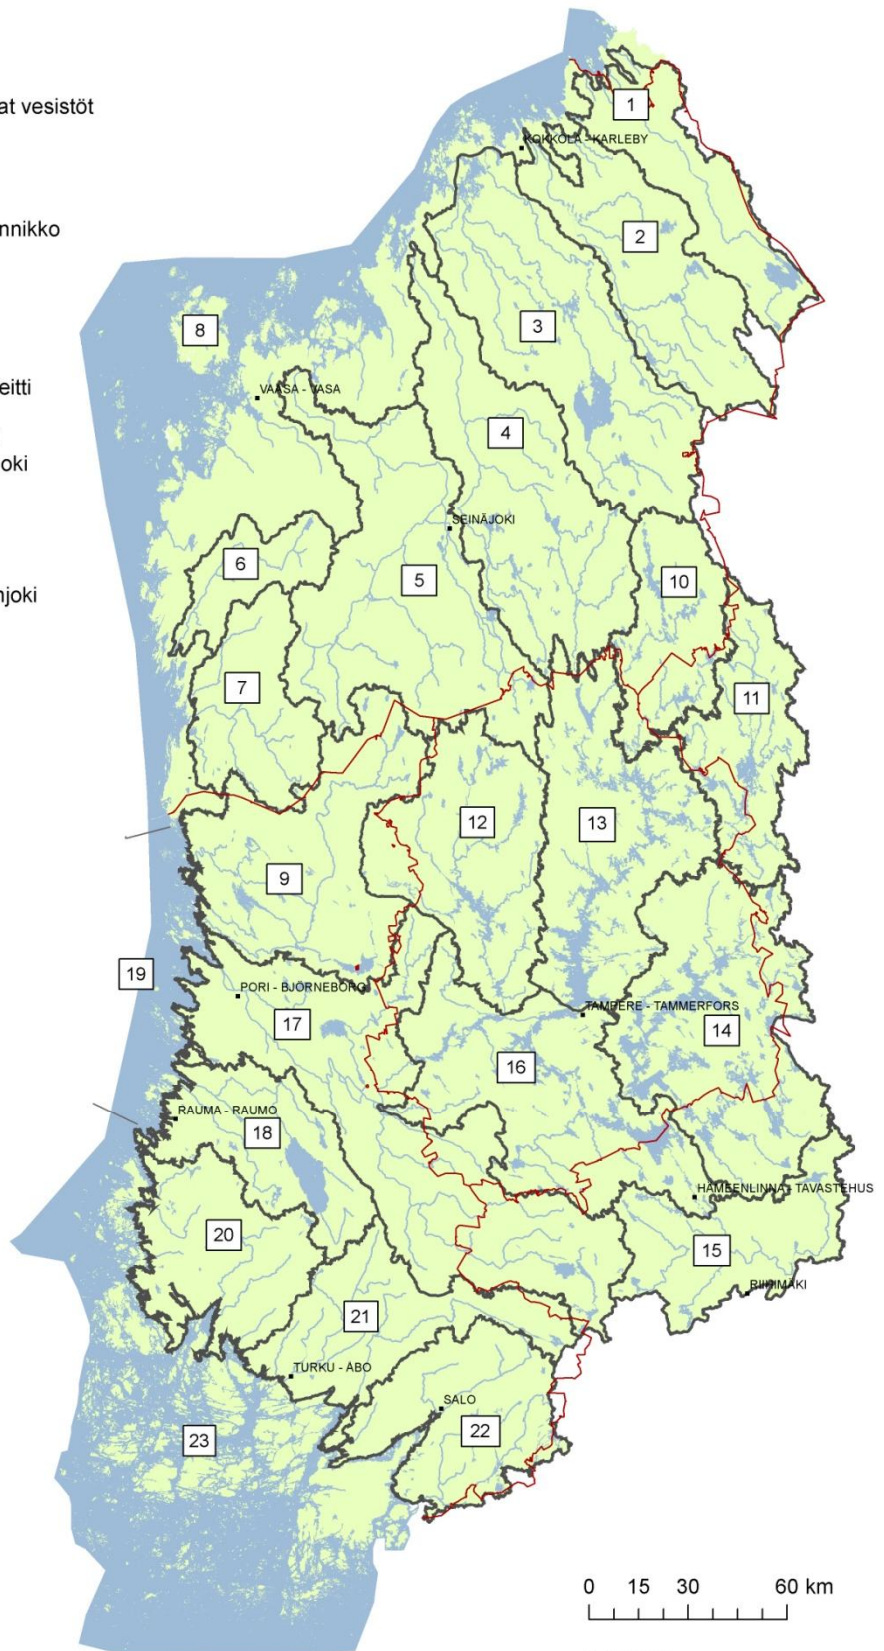 at vesistöt
nnikko
eitti
oki
njoki
1
KOKKOLA - KARLEBY
2
3
8
VAASA - VASA
4
SEINÄJOKI
6
5
10
7
11
12
13
9
19
PORI - BJÖRNEBORG
17
TAMPERE - TAMMERFORS
14
16
RAUMA - RAUMO
18
HÄMEENLINNA - TAVASTEHUS
20
15
RIIHIMÄKI
21
TURKU - ÅBO
SALO
22
23
0 15 30 60 km